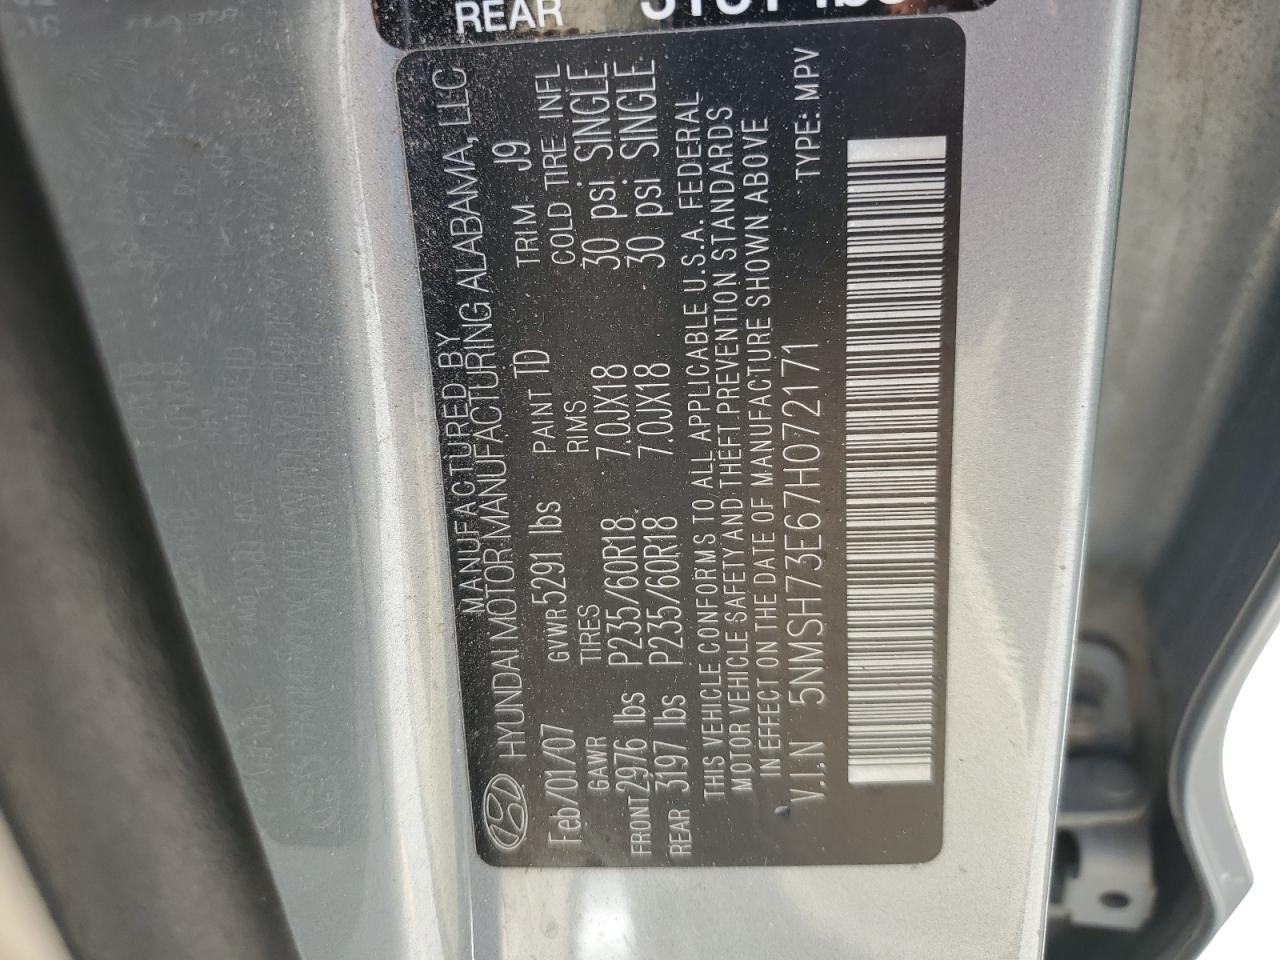 REAR
MANUFACTURED BY
HYUNDAI MOTOR MANUFACTURING ALABAMA, LLC
Feb/01/07 GVWR 5291 lbs PAINT TD TRIM J9
GAWR TIRES RIMS COLD TIRE INFL
FRONT 2976 lbs P235/60R18 7.0JX18 30 psi SINGLE
REAR 3197 lbs P235/60R18 7.0JX18 30 psi SINGLE
THIS VEHICLE CONFORMS TO ALL APPLICABLE U.S.A. FEDERAL
MOTOR VEHICLE SAFETY AND THEFT PREVENTION STANDARDS
IN EFFECT ON THE DATE OF MANUFACTURE SHOWN ABOVE
V.I.N 5NMSH73E67H072171 TYPE: MPV